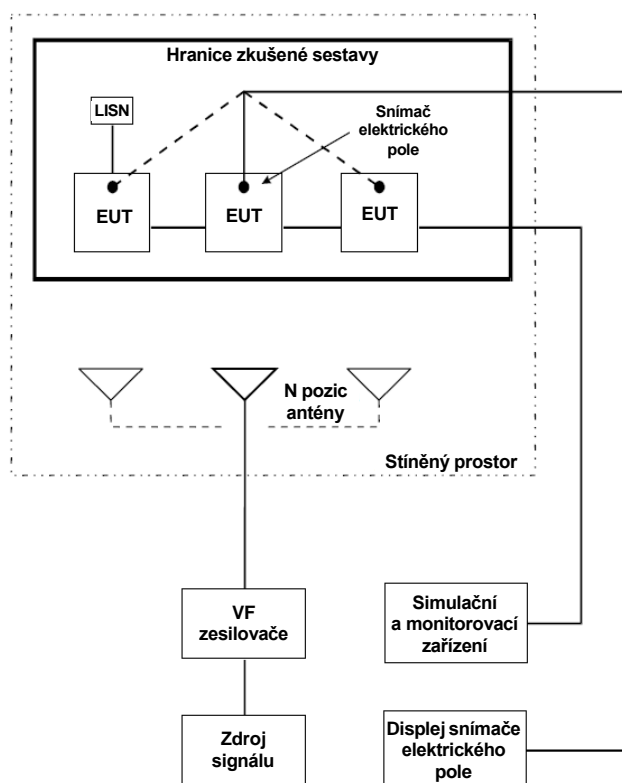 Hranice zkušené sestavy
LISN
Snímač
elektrického
pole
EUT
EUT
EUT
N pozic
antény
Stíněný prostor
VF
zesilovače
Simulační
a monitorovací
zařízení
Zdroj
signálu
Displej snímače
elektrického
pole